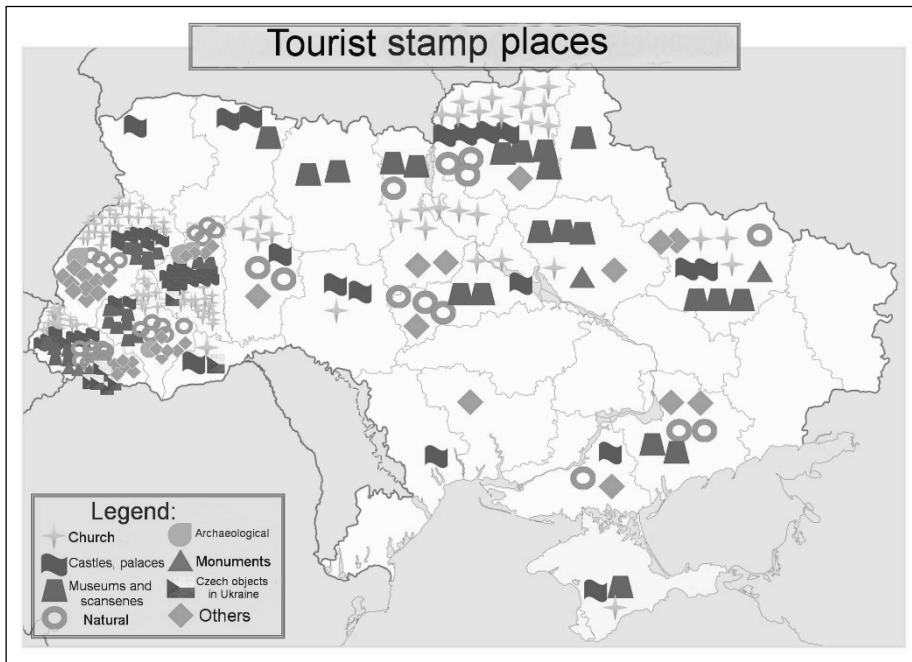 Tourist stamp places
Legend:
Church
Archaeological
Castles, palaces
Monuments
Museums and
scansenes
Czech objects
in Ukraine
Natural
Others